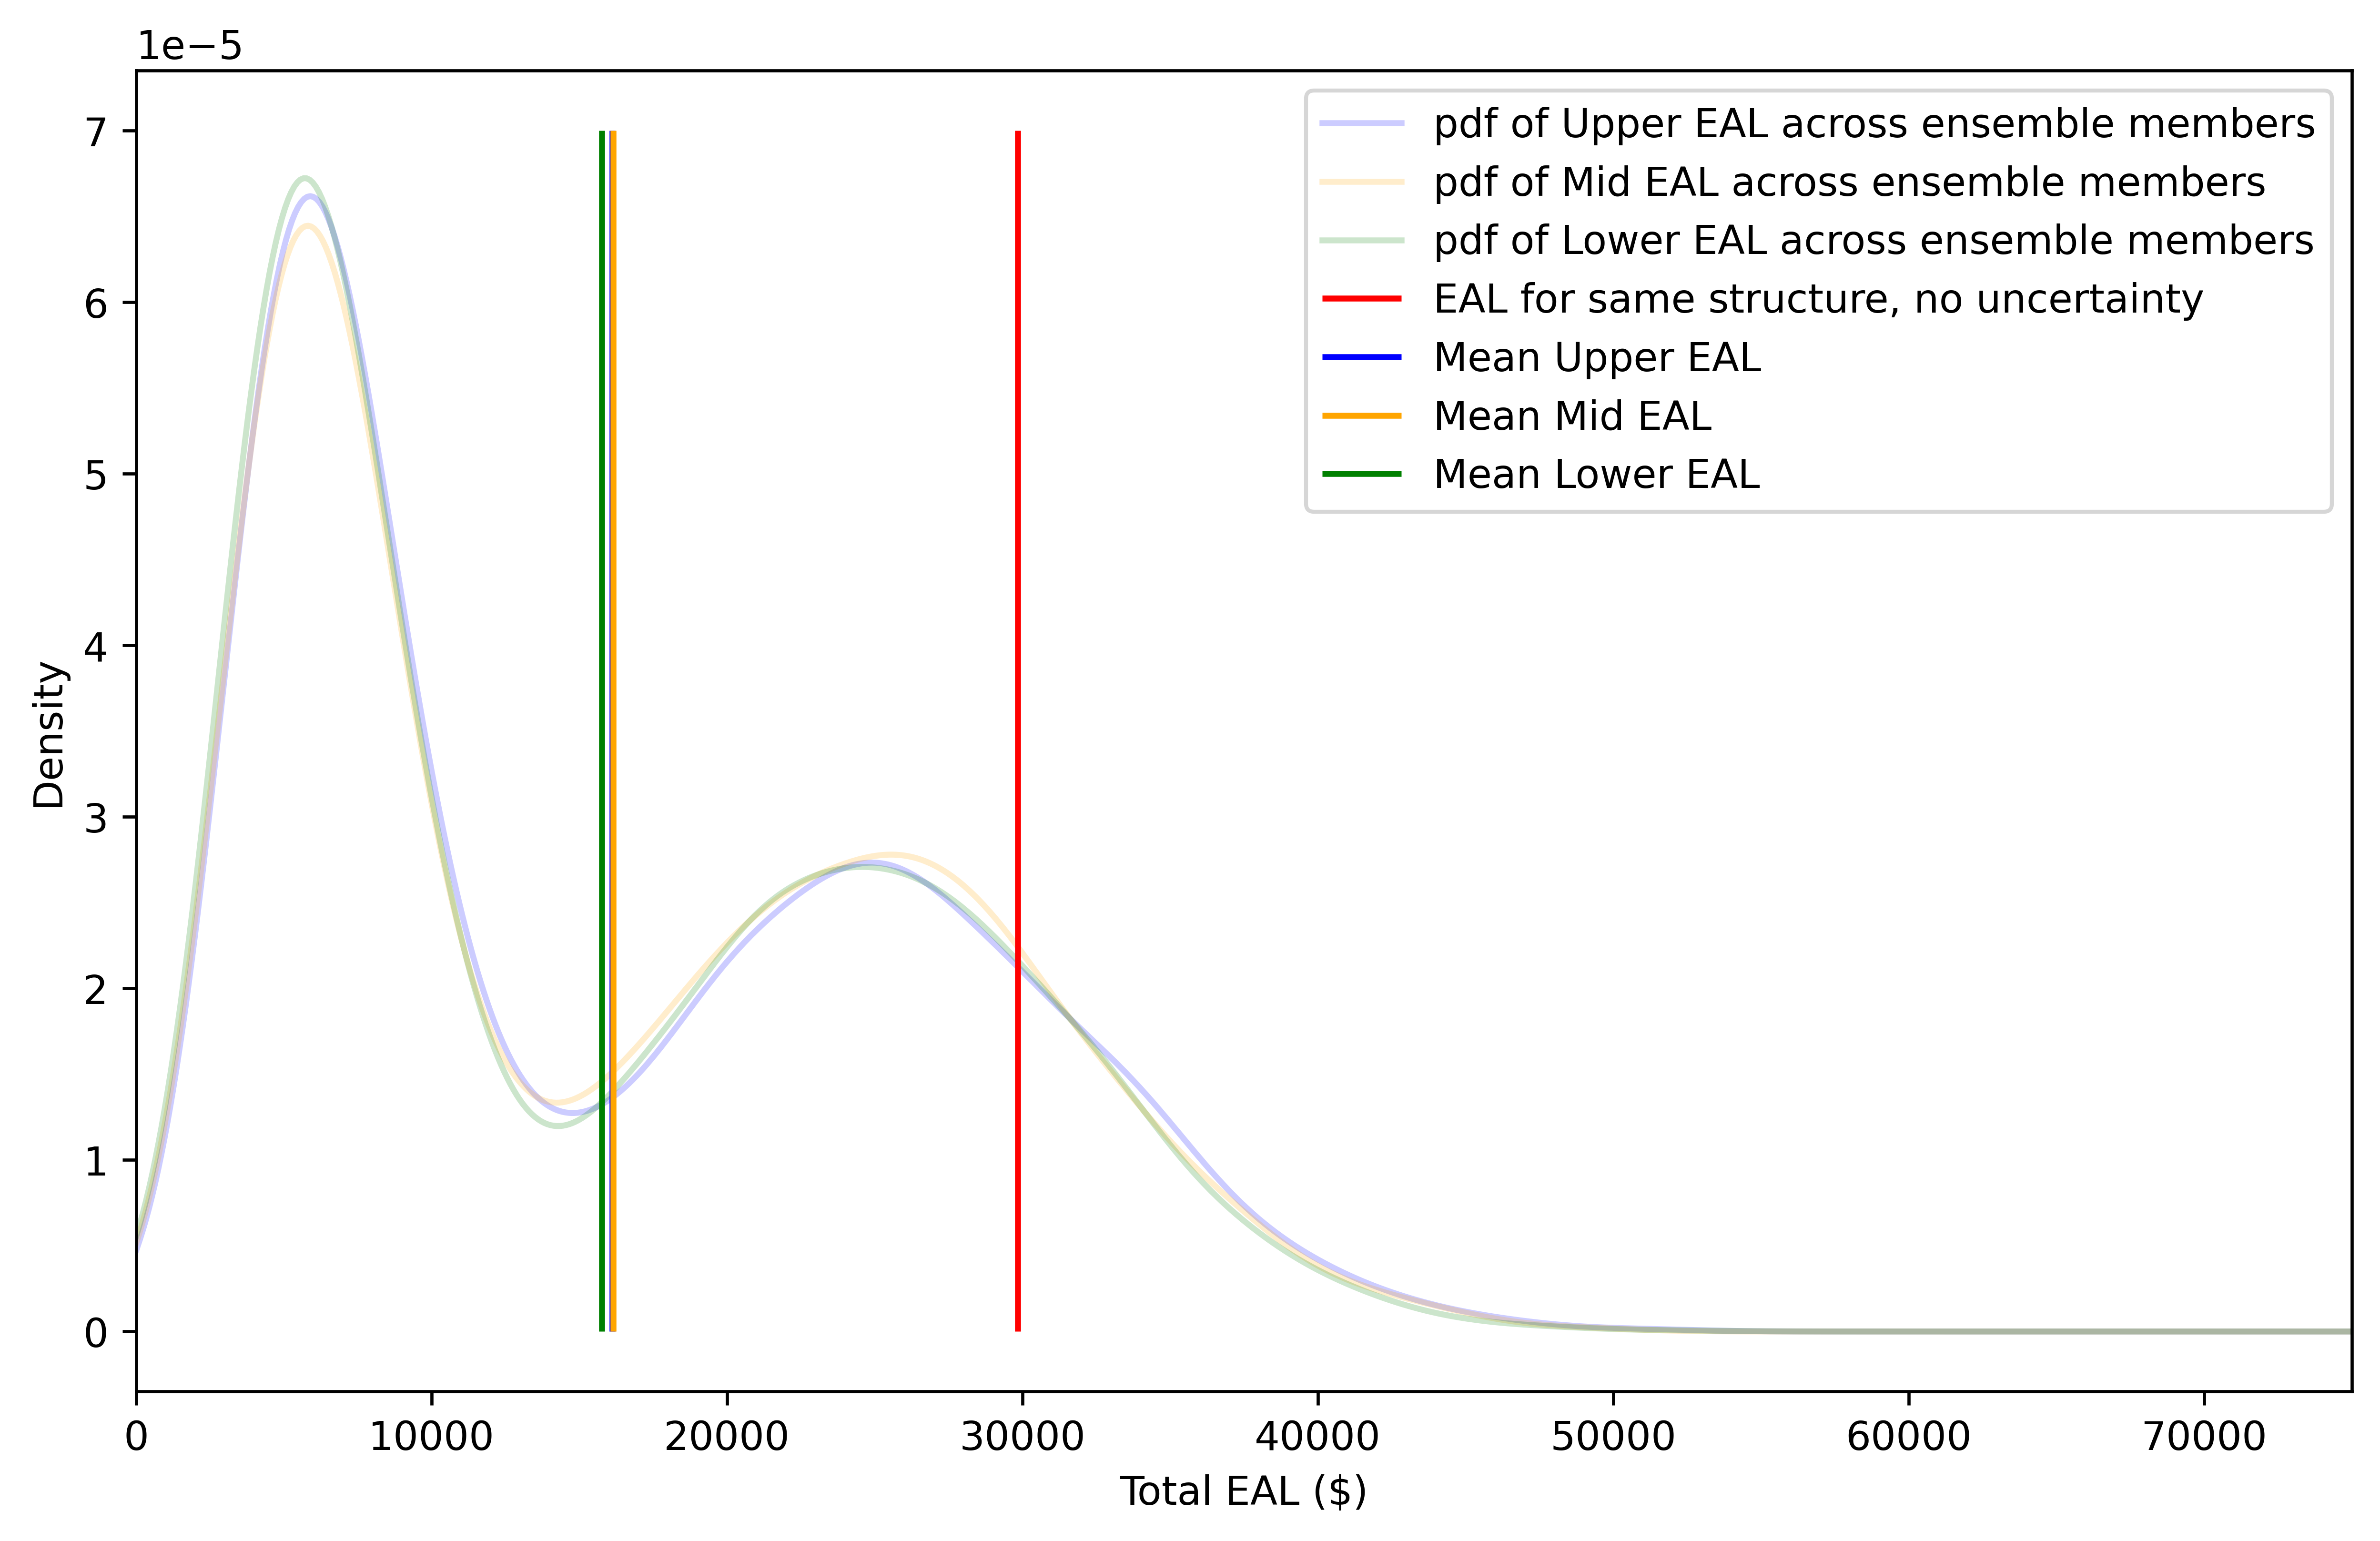 1e−5
7
6
5
4
3
2
1
0
Density
0 10000 20000 30000 40000 50000 60000 70000
Total EAL ($)
pdf of Upper EAL across ensemble members
pdf of Mid EAL across ensemble members
pdf of Lower EAL across ensemble members
EAL for same structure, no uncertainty
Mean Upper EAL
Mean Mid EAL
Mean Lower EAL